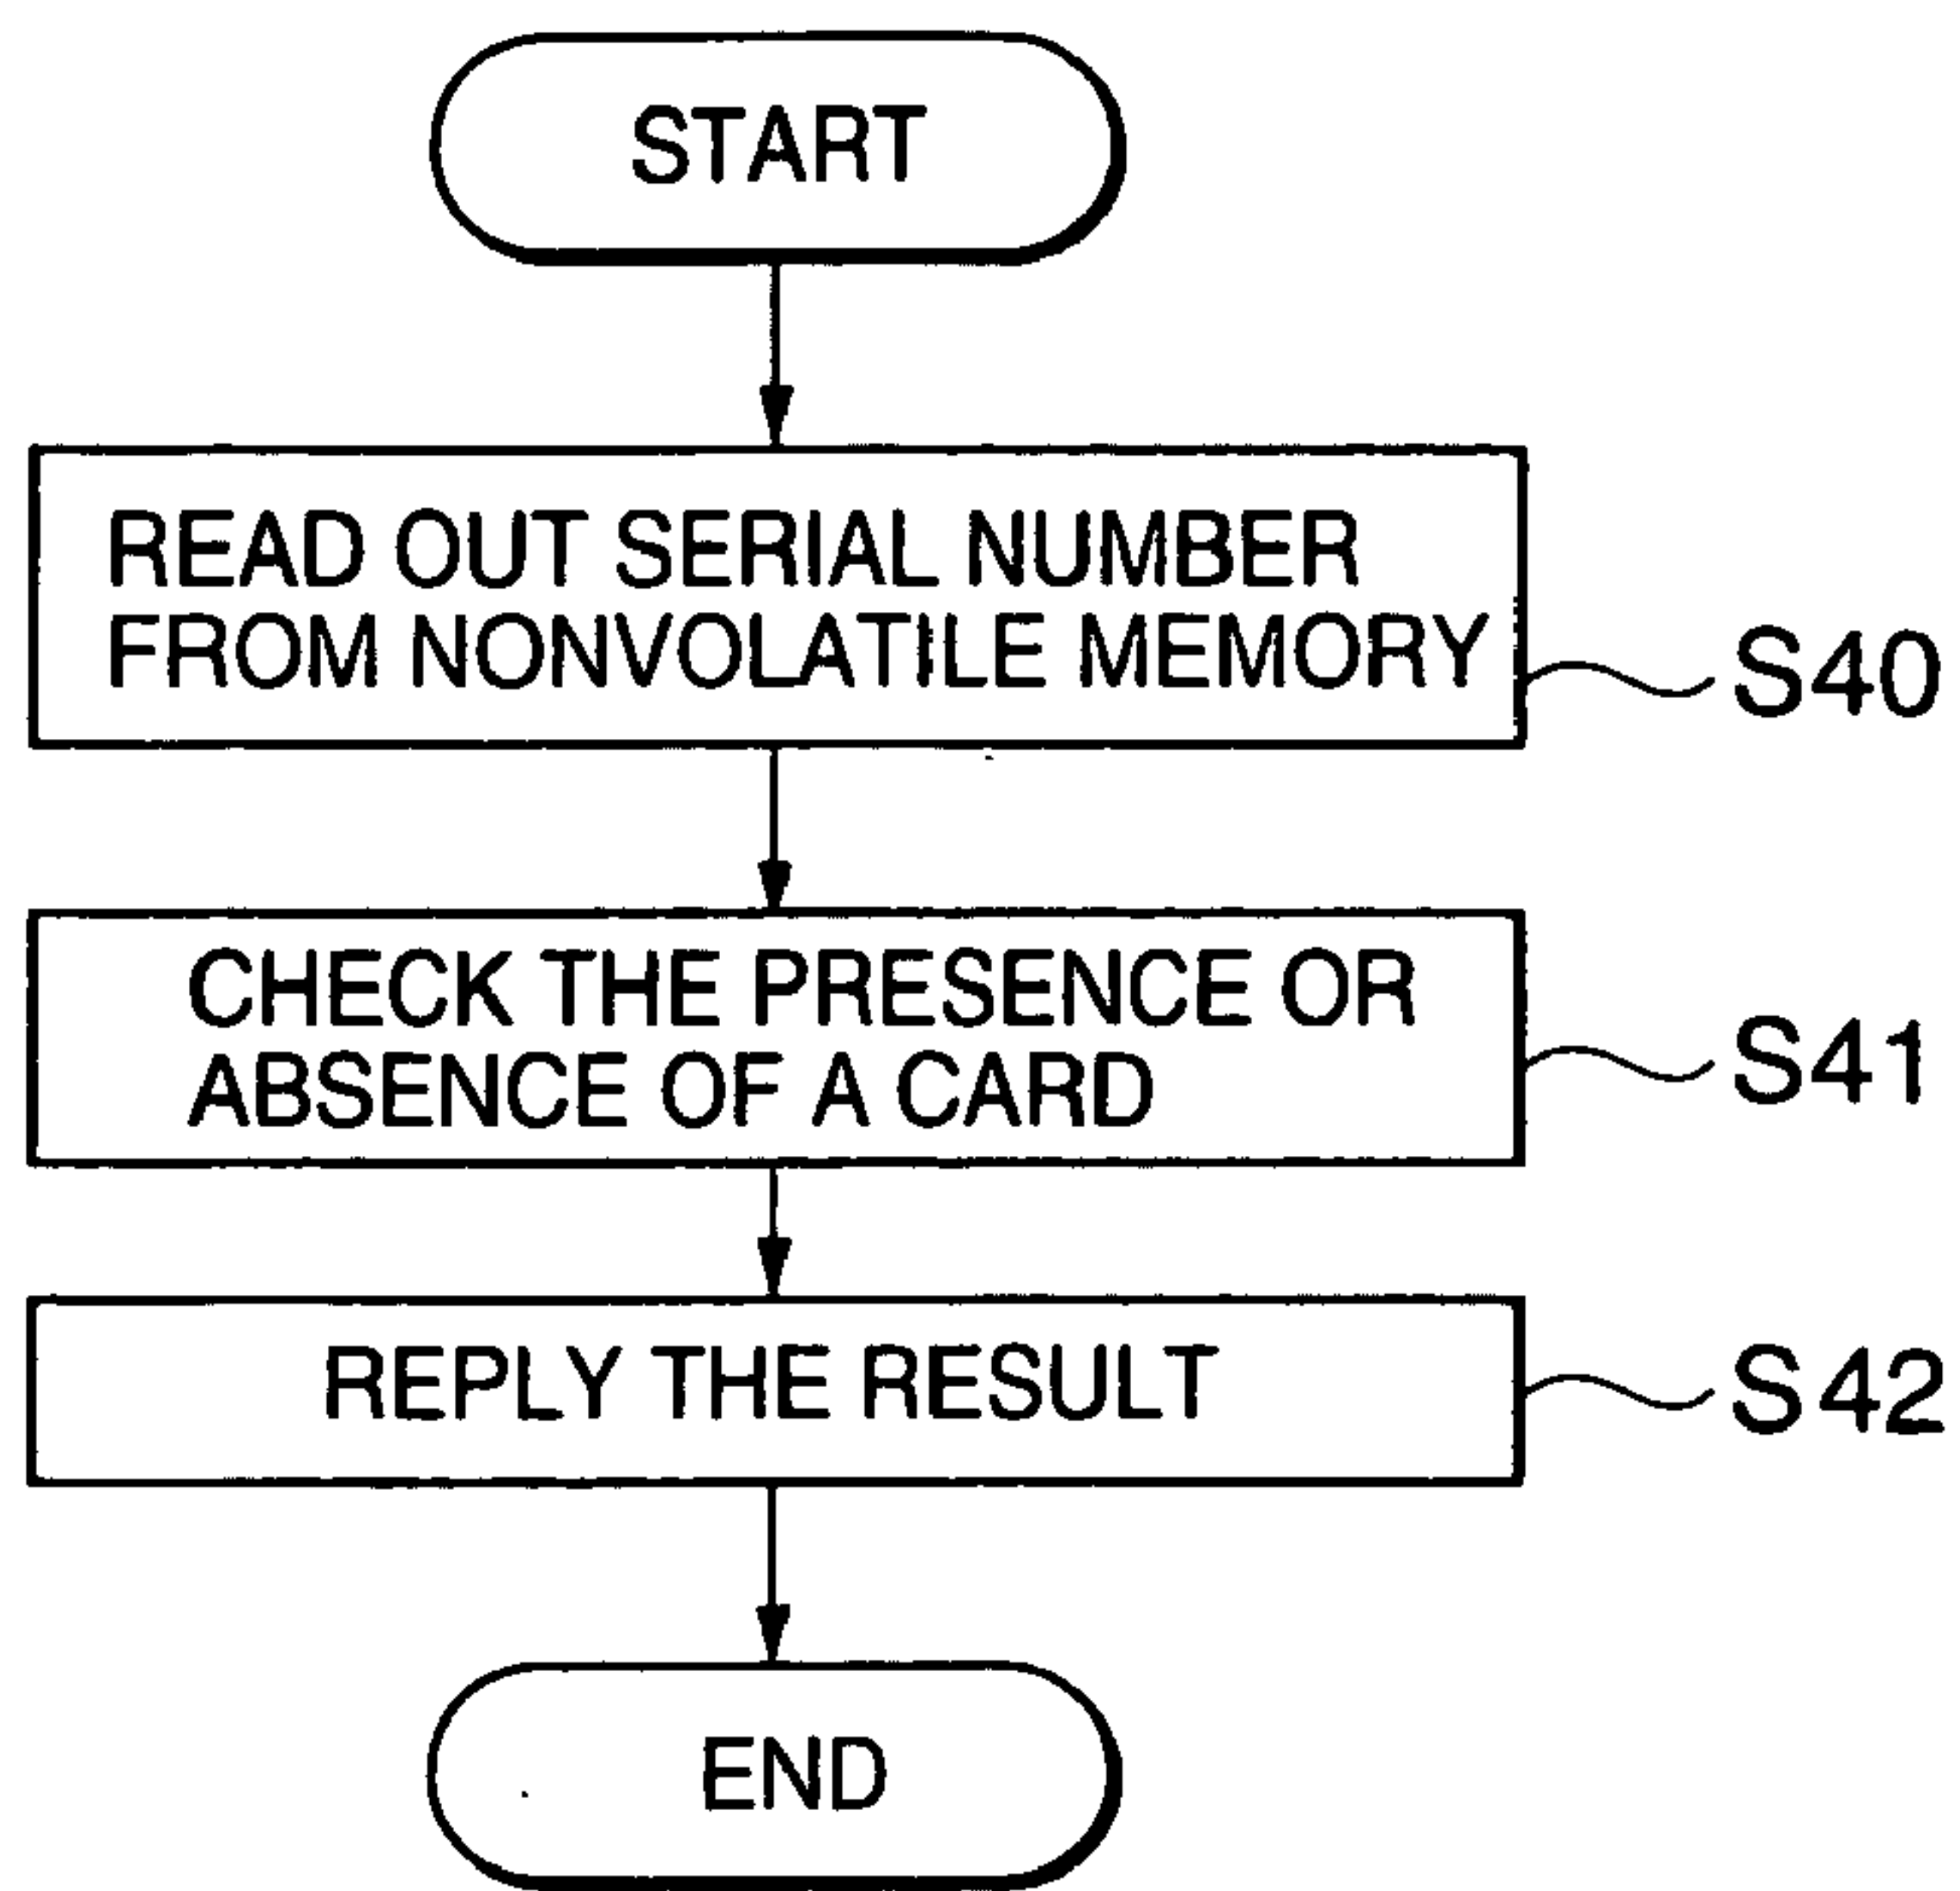 START
READ OUT SERIAL NUMBER
FROM NONVOLATILE MEMORY
S40
CHECK THE PRESENCE OR
ABSENCE OF A CARD
S41
REPLY THE RESULT
S42
END